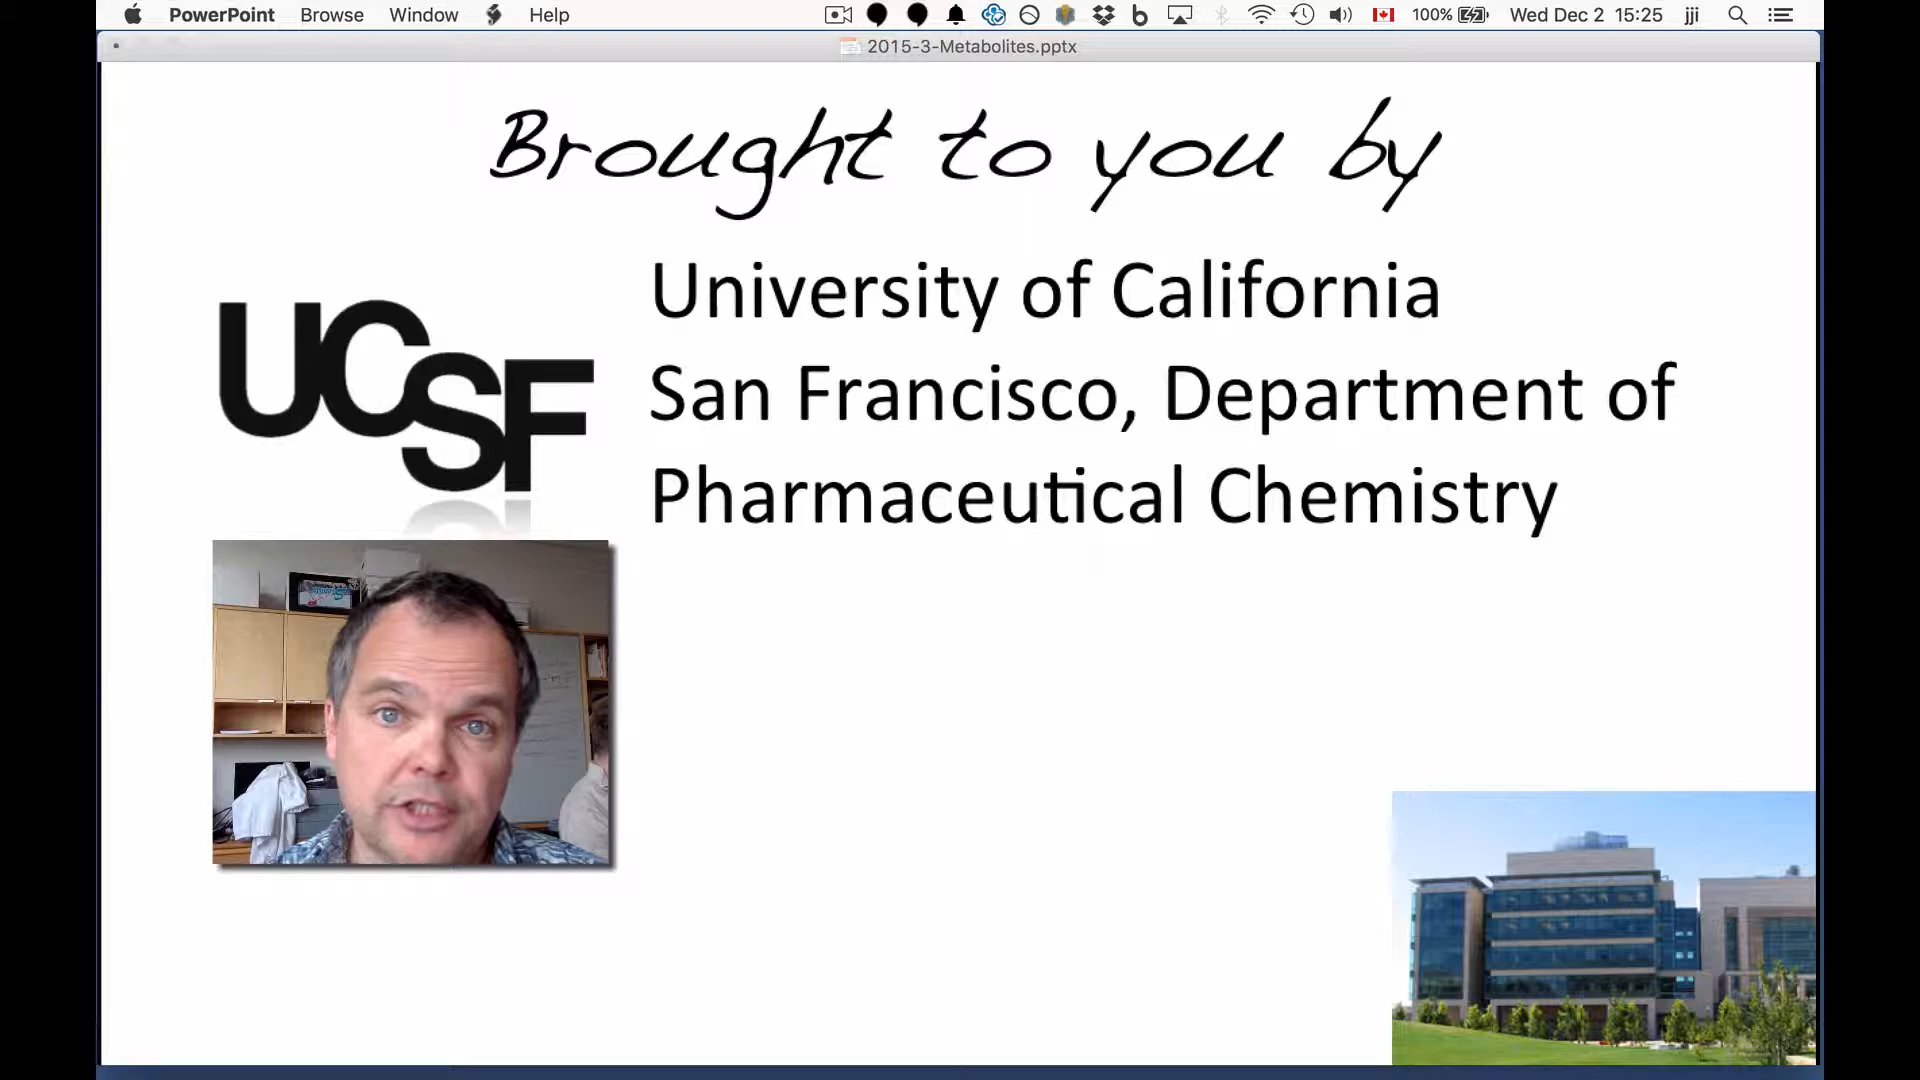 PowerPoint Browse Window Help 100% Wed Dec 2 15:25 jji
2015-3-Metabolites.pptx
Brought to you by
UCSF
University of California
San Francisco, Department of
Pharmaceutical Chemistry